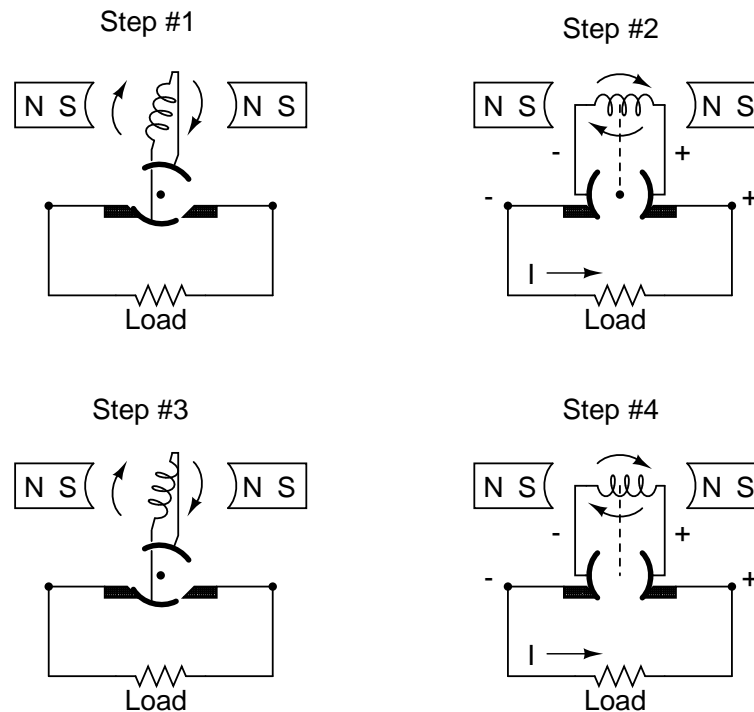 Step #1
N S N S
Load
Step #2
N S N S
- +
- +
I
Load
Step #3
N S N S
Load
Step #4
N S N S
- +
- +
I
Load